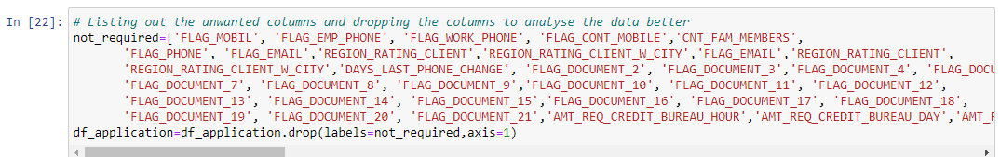 In [22]: # Listing out the unwanted columns and dropping the columns to analyse the data better
not_required=['FLAG_MOBIL', 'FLAG_EMP_PHONE', 'FLAG_WORK_PHONE', 'FLAG_CONT_MOBILE','CNT_FAM_MEMBERS',
'FLAG_PHONE', 'FLAG_EMAIL','REGION_RATING_CLIENT','REGION_RATING_CLIENT_W_CITY','FLAG_EMAIL','REGION_RATING_CLIENT',
'REGION_RATING_CLIENT_W_CITY','DAYS_LAST_PHONE_CHANGE', 'FLAG_DOCUMENT_2', 'FLAG_DOCUMENT_3','FLAG_DOCUMENT_4', 'FLAG_DOCU
'FLAG_DOCUMENT_7', 'FLAG_DOCUMENT_8', 'FLAG_DOCUMENT_9','FLAG_DOCUMENT_10', 'FLAG_DOCUMENT_11', 'FLAG_DOCUMENT_12',
'FLAG_DOCUMENT_13', 'FLAG_DOCUMENT_14', 'FLAG_DOCUMENT_15','FLAG_DOCUMENT_16', 'FLAG_DOCUMENT_17', 'FLAG_DOCUMENT_18',
'FLAG_DOCUMENT_19', 'FLAG_DOCUMENT_20', 'FLAG_DOCUMENT_21','AMT_REQ_CREDIT_BUREAU_HOUR','AMT_REQ_CREDIT_BUREAU_DAY','AMT_R
df_application=df_application.drop(labels=not_required,axis=1)